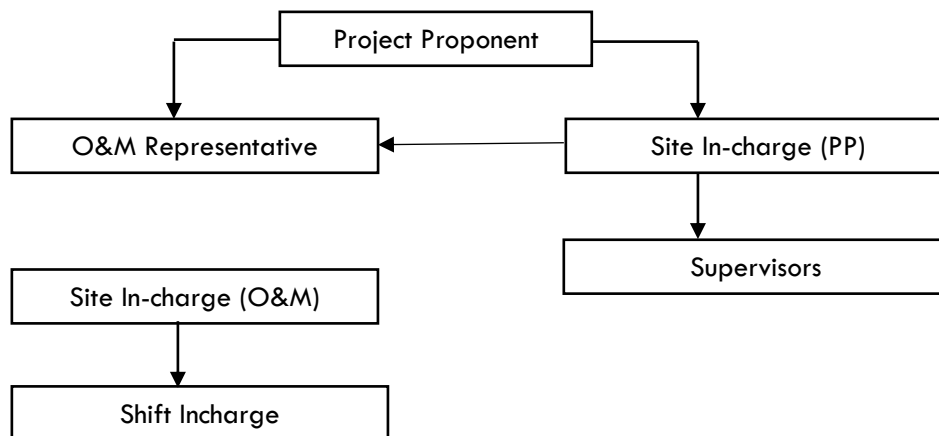 Project Proponent
O&M Representative
Site In-charge (PP)
Supervisors
Site In-charge (O&M)
Shift Incharge